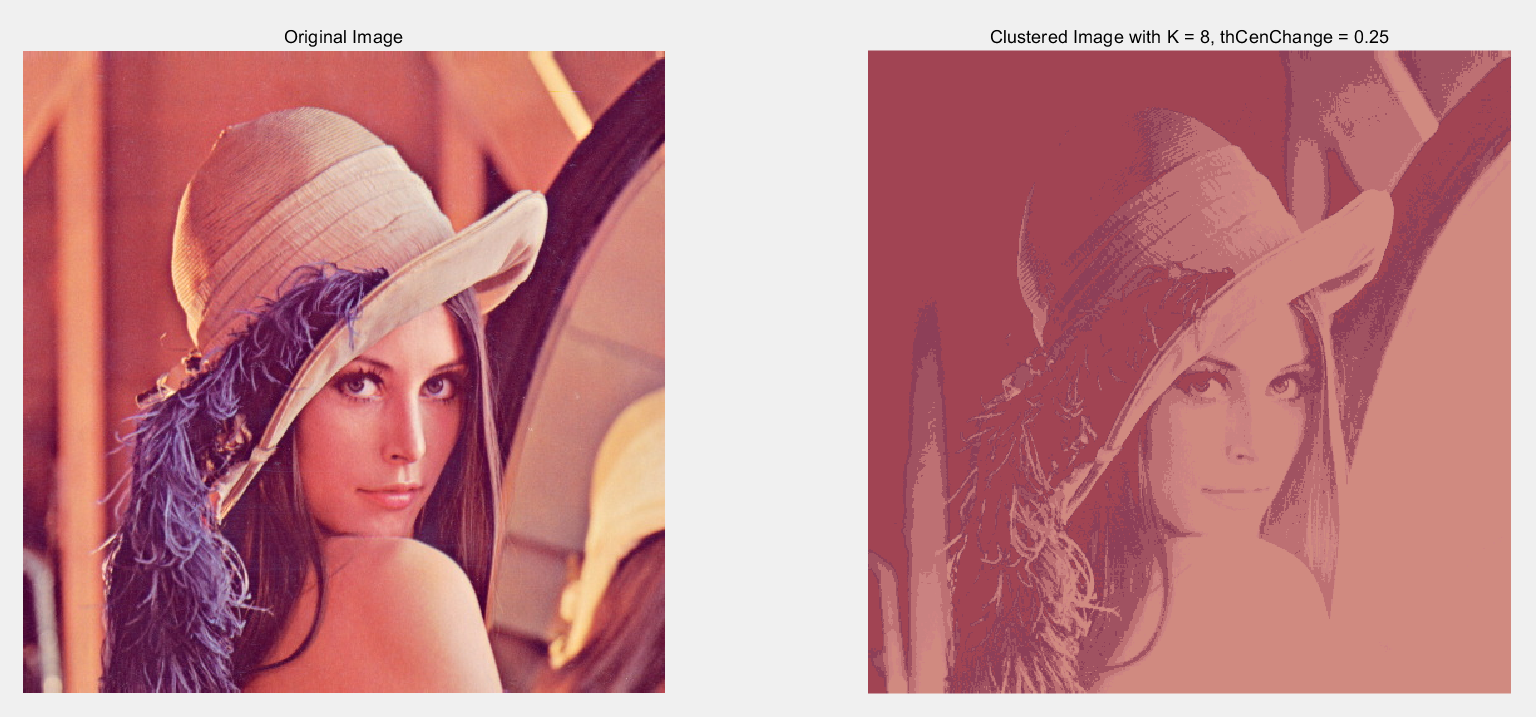 Original Image
Clustered Image with K = 8, thCenChange = 0.25